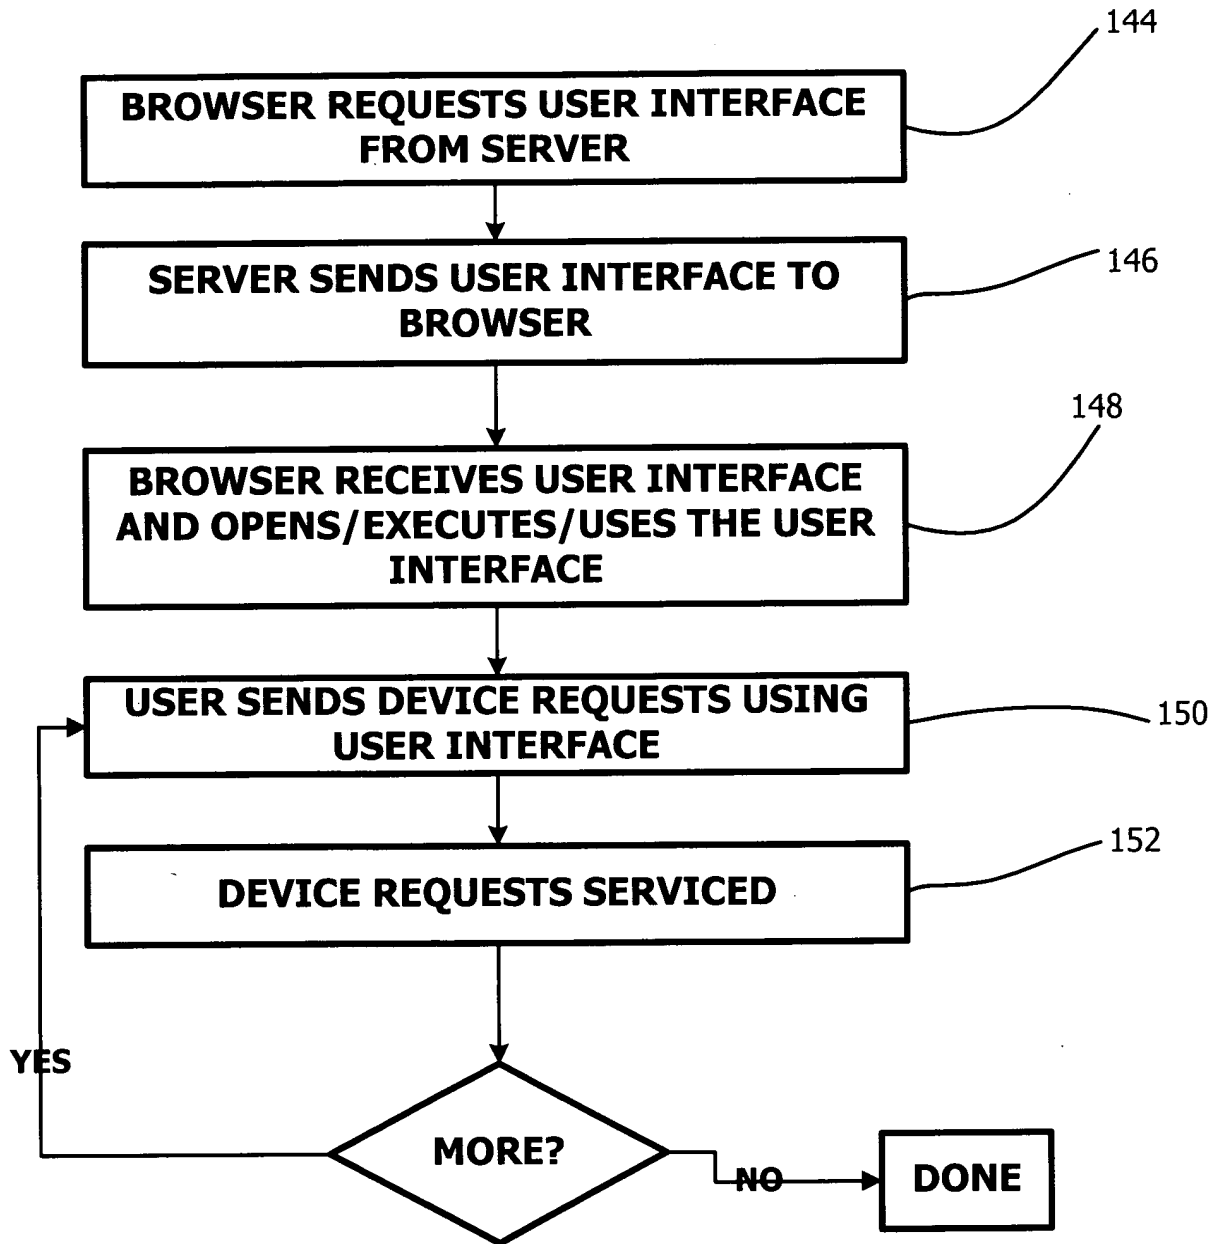 144
BROWSER REQUESTS USER INTERFACE
FROM SERVER
146
SERVER SENDS USER INTERFACE TO
BROWSER
148
BROWSER RECEIVES USER INTERFACE
AND OPENS/EXECUTES/USES THE USER
INTERFACE
150
USER SENDS DEVICE REQUESTS USING
USER INTERFACE
152
DEVICE REQUESTS SERVICED
YES
MORE?
NO
DONE